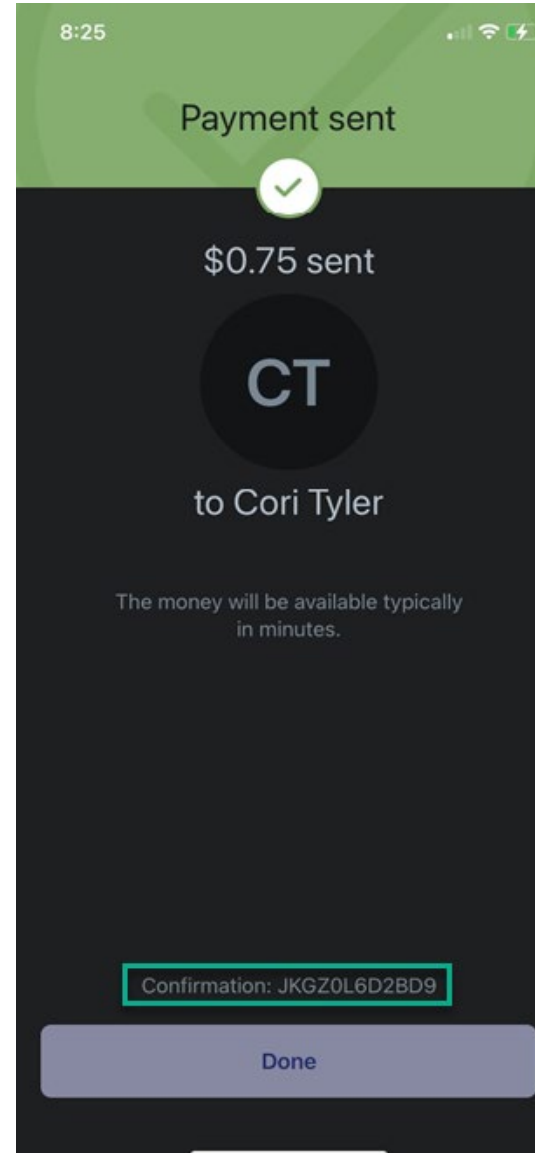 8:25
Payment sent
$0.75 sent
CT
to Cori Tyler
The money will be available typically
in minutes.
Confirmation: JKGZ0L6D2BD9
Done